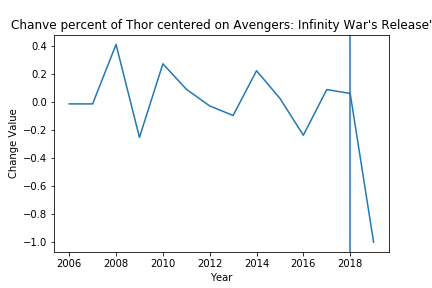 Chanve percent of Thor centered on Avengers: Infinity War's Release'
0.4
0.2
0.0
−0.2
−0.4
−0.6
−0.8
−1.0
Change Value
2006 2008 2010 2012 2014 2016 2018
Year